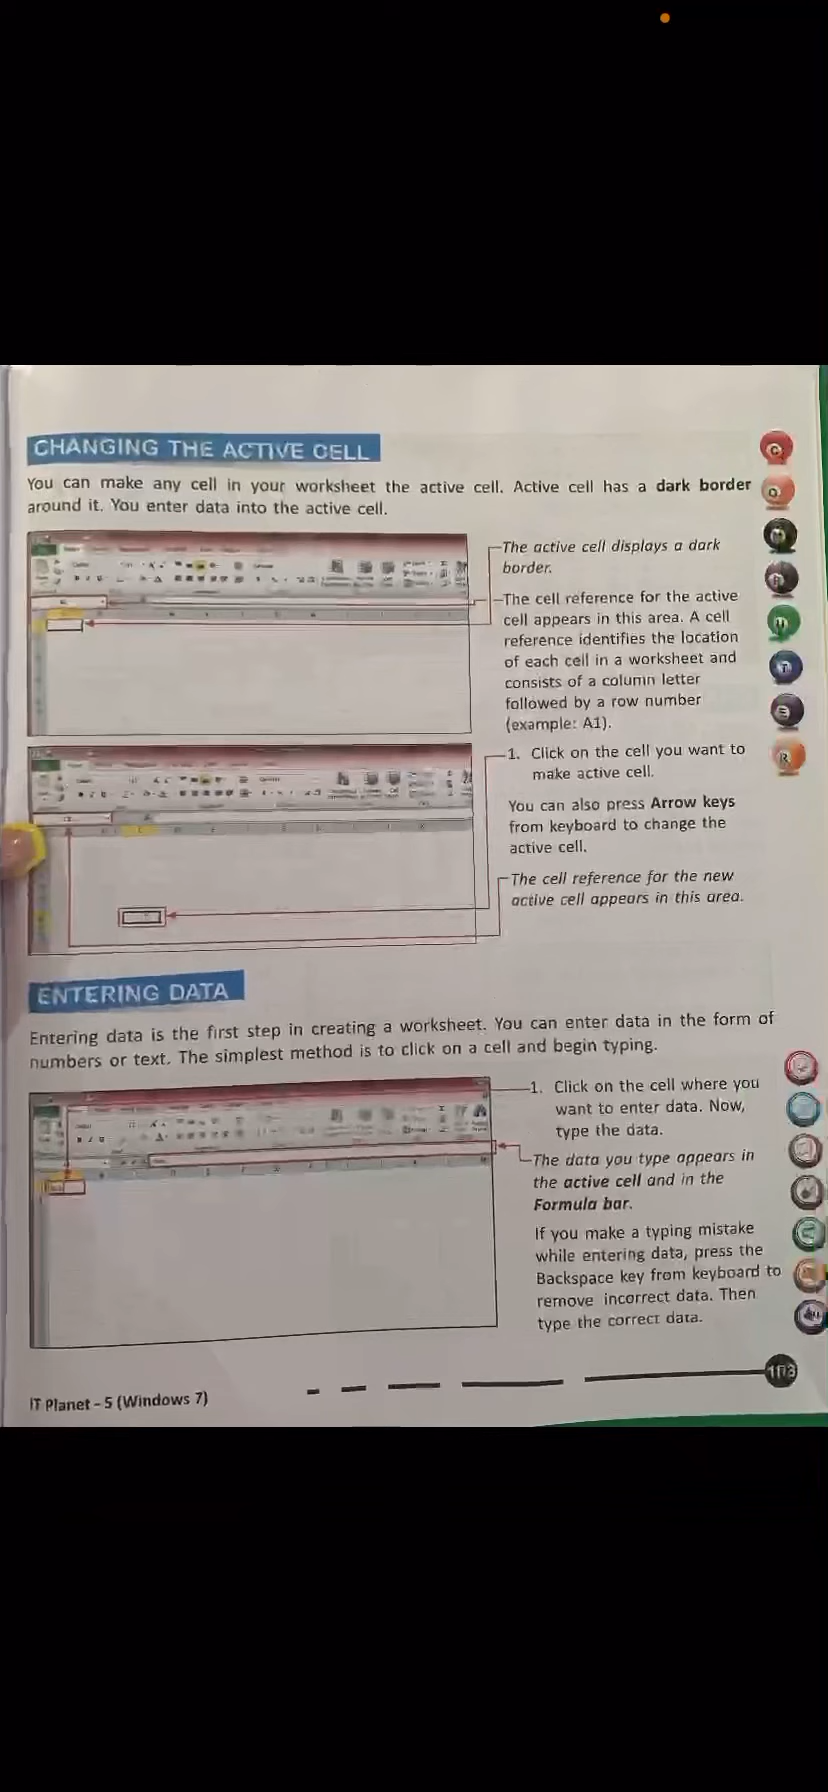 CHANGING THE ACTIVE CELL
You can make any cell in your worksheet the active cell. Active cell has a dark border
around it. You enter data into the active cell.
The active cell displays a dark
border.
The cell reference for the active
cell appears in this area. A cell
reference identifies the location
of each cell in a worksheet and
consists of a column letter
followed by a row number
(example: A1).
1. Click on the cell you want to
make active cell.
You can also press Arrow keys
from keyboard to change the
active cell.
The cell reference for the new
active cell appears in this area.
ENTERING DATA
Entering data is the first step in creating a worksheet. You can enter data in the form of
numbers or text. The simplest method is to click on a cell and begin typing.
1. Click on the cell where you
want to enter data. Now,
type the data.
The data you type appears in
the active cell and in the
Formula bar.
If you make a typing mistake
while entering data, press the
Backspace key from keyboard to
remove incorrect data. Then
type the correct data.
IT Planet - 5 (Windows 7)
103
C
O
M
P
U
T
E
R